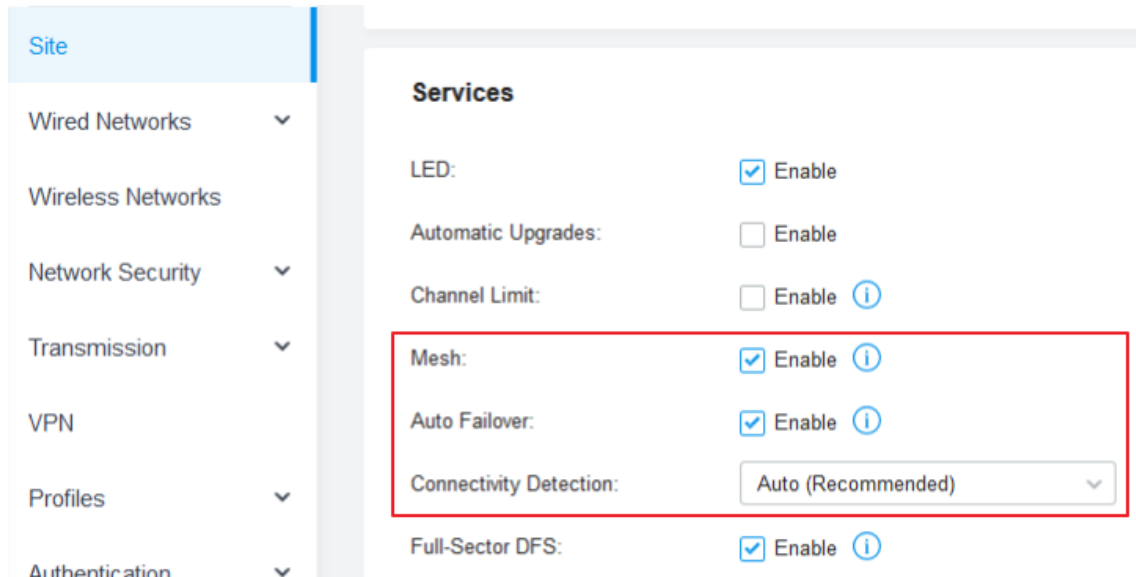 Site
Wired Networks
Wireless Networks
Network Security
Transmission
VPN
Profiles
Authentication
Services
LED: Enable
Automatic Upgrades: Enable
Channel Limit: Enable
Mesh: Enable
Auto Failover: Enable
Connectivity Detection: Auto (Recommended)
Full-Sector DFS: Enable